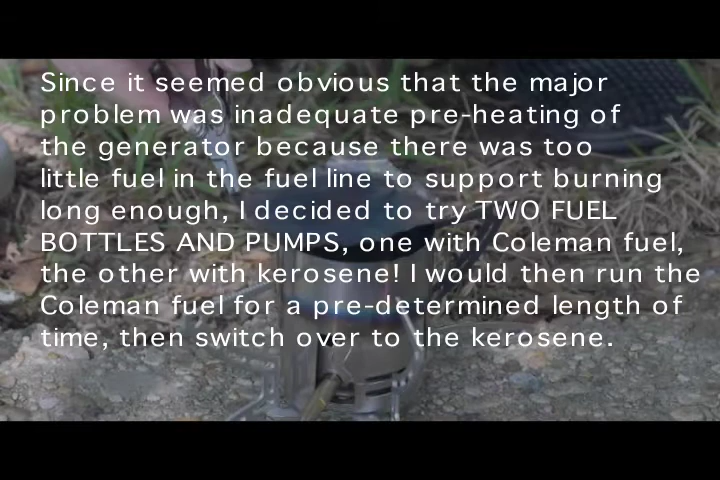 Since it seemed obvious that the major
problem was inadequate pre-heating of
the generator because there was too
little fuel in the fuel line to support burning
long enough, I decided to try TWO FUEL
BOTTLES AND PUMPS, one with Coleman fuel,
the other with kerosene! I would then run the
Coleman fuel for a pre-determined length of
time, then switch over to the kerosene.